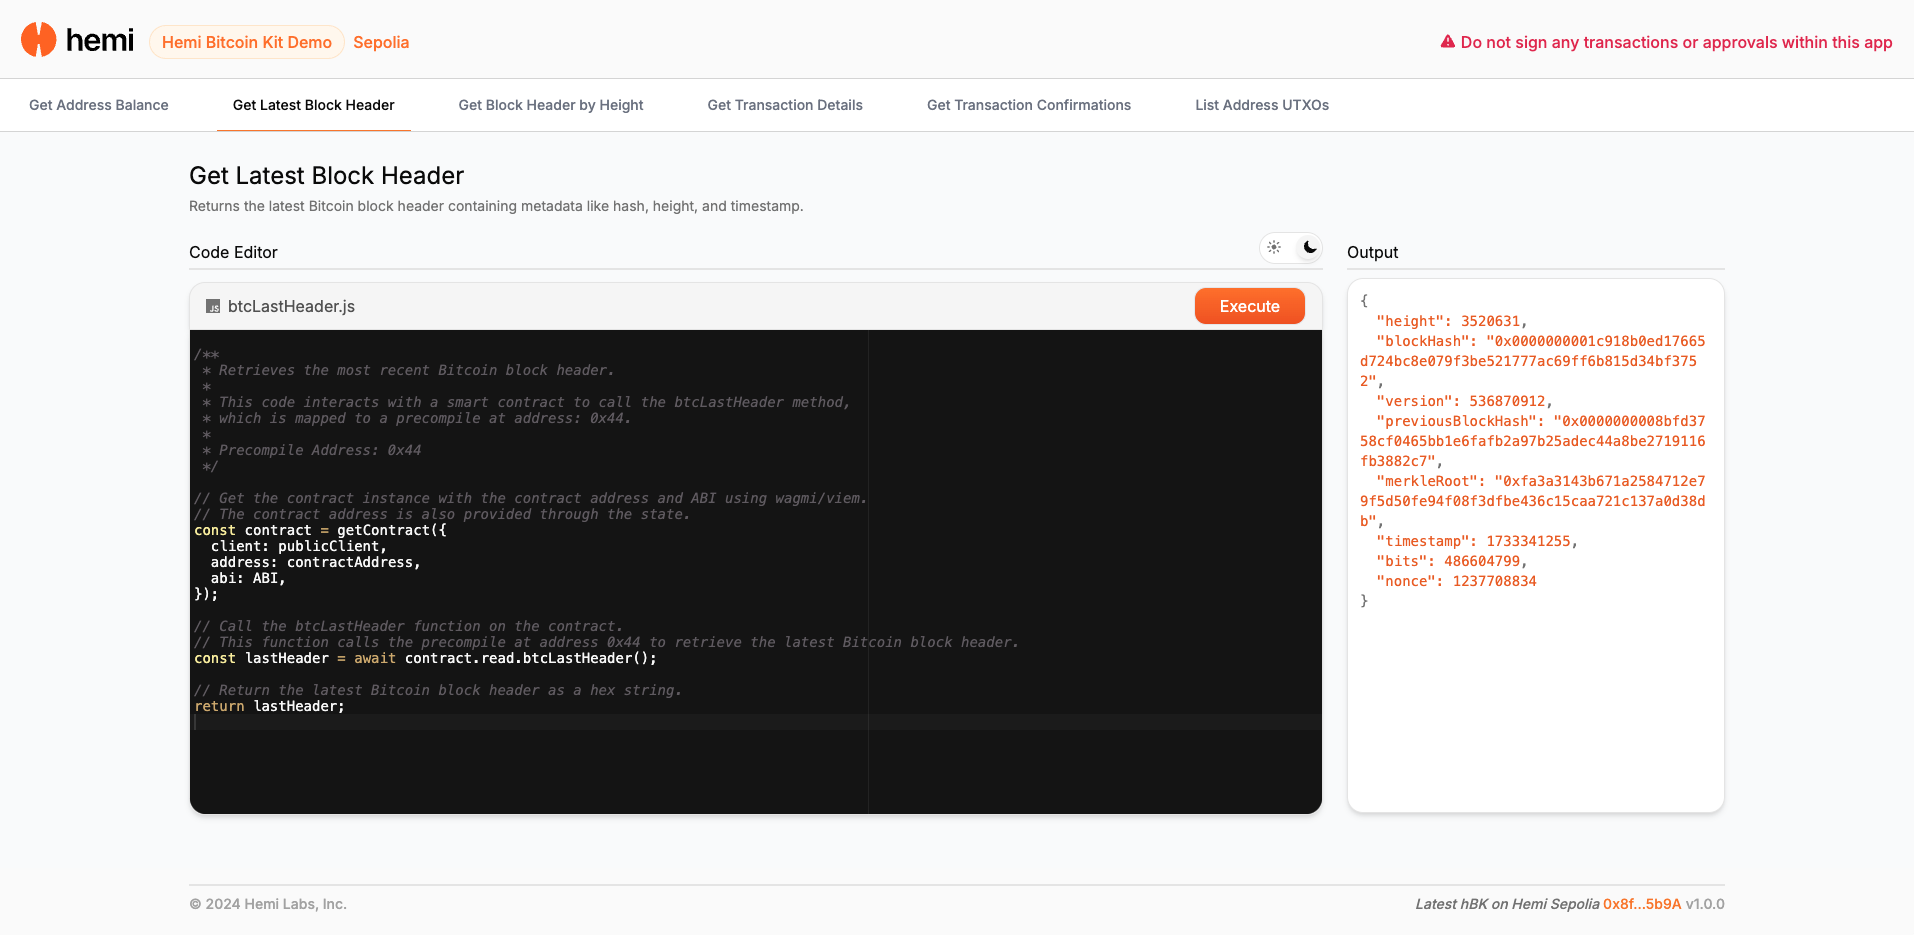 hemi Hemi Bitcoin Kit Demo Sepolia
Do not sign any transactions or approvals within this app
Get Address Balance Get Latest Block Header Get Block Header by Height Get Transaction Details Get Transaction Confirmations List Address UTXOs
Get Latest Block Header
Returns the latest Bitcoin block header containing metadata like hash, height, and timestamp.
Code Editor
JS btcLastHeader.js Execute
/**
 * Retrieves the most recent Bitcoin block header.
 *
 * This code interacts with a smart contract to call the btcLastHeader method,
 * which is mapped to a precompile at address: 0x44.
 *
 * Precompile Address: 0x44
 */
// Get the contract instance with the contract address and ABI using wagmi/viem.
// The contract address is also provided through the state.
const contract = getContract({
  client: publicClient,
  address: contractAddress,
  abi: ABI,
});
// Call the btcLastHeader function on the contract.
// This function calls the precompile at address 0x44 to retrieve the latest Bitcoin block header.
const lastHeader = await contract.read.btcLastHeader();
// Return the latest Bitcoin block header as a hex string.
return lastHeader;
Output
{
  "height": 3520631,
  "blockHash": "0x0000000001c918b0ed17665
d724bc8e079f3be521777ac69ff6b815d34bf375
2",
  "version": 536870912,
  "previousBlockHash": "0x0000000008bfd37
58cf0465bb1e6fafb2a97b25adec44a8be2719116
fb3882c7",
  "merkleRoot": "0xfa3a3143b671a2584712e7
9f5d50fe94f08f3dfbe436c15caa721c137a0d38d
b",
  "timestamp": 1733341255,
  "bits": 486604799,
  "nonce": 1237708834
}
© 2024 Hemi Labs, Inc.
Latest hBK on Hemi Sepolia 0x8f...5b9A v1.0.0